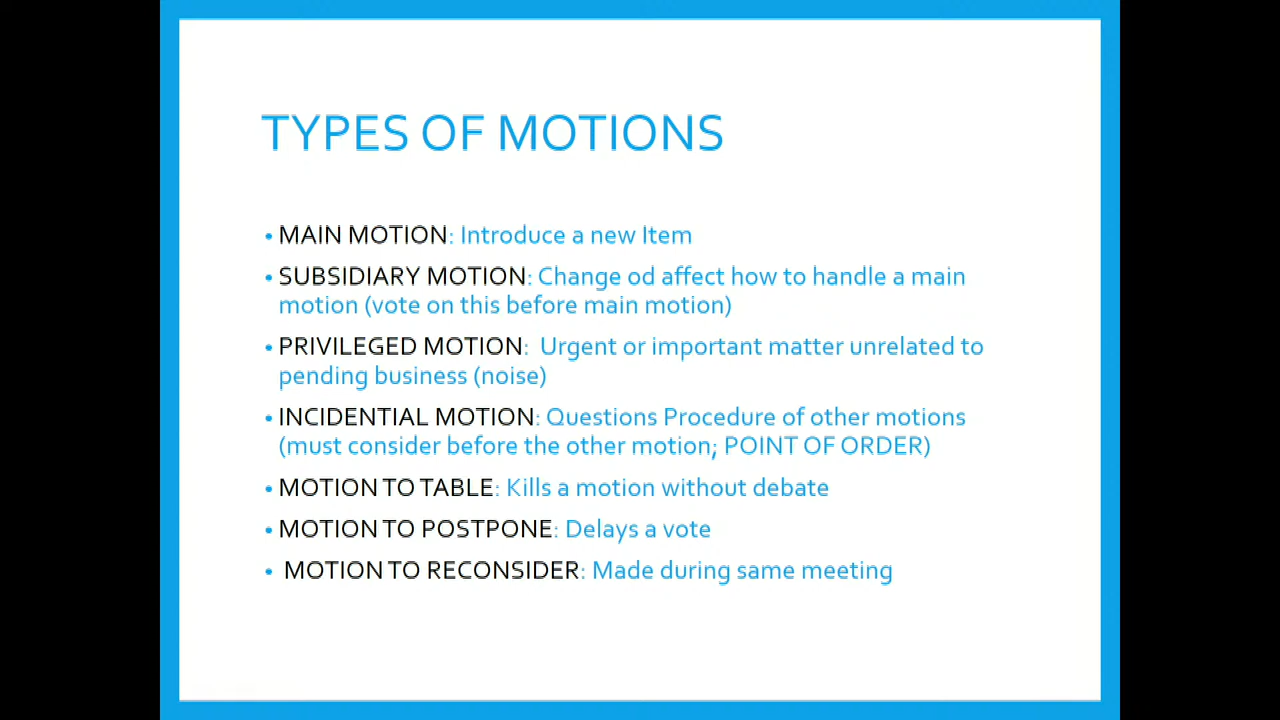 TYPES OF MOTIONS
• MAIN MOTION: Introduce a new Item
• SUBSIDIARY MOTION: Change od affect how to handle a main
motion (vote on this before main motion)
• PRIVILEGED MOTION:  Urgent or important matter unrelated to
pending business (noise)
• INCIDENTIAL MOTION: Questions Procedure of other motions
(must consider before the other motion; POINT OF ORDER)
• MOTION TO TABLE: Kills a motion without debate
• MOTION TO POSTPONE: Delays a vote
• MOTION TO RECONSIDER: Made during same meeting